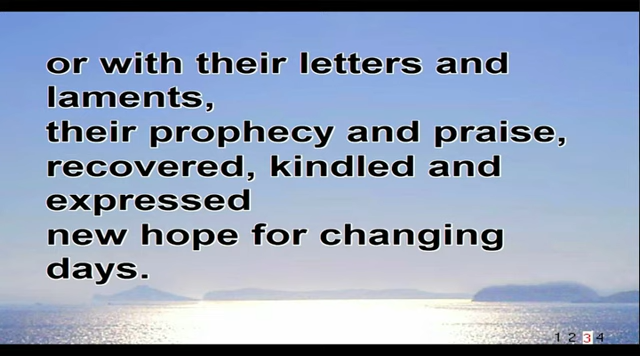 or with their letters and
laments,
their prophecy and praise,
recovered, kindled and
expressed
new hope for changing
days.
1 2 3 4